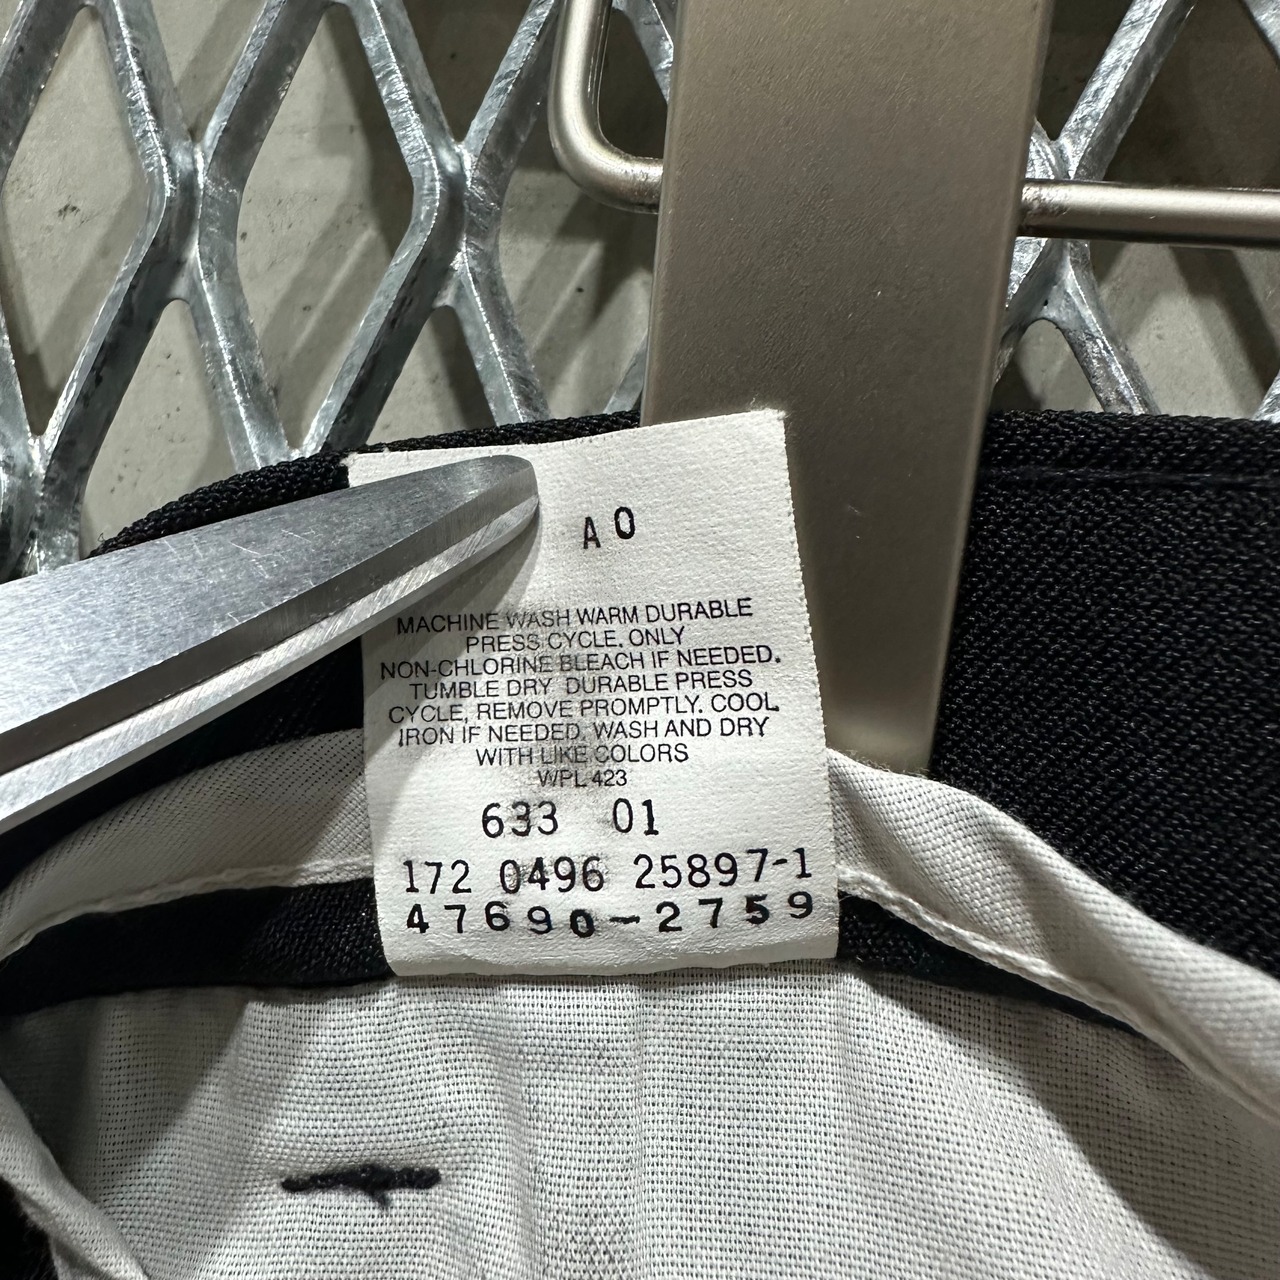 A O
MACHINE WASH WARM DURABLE
PRESS CYCLE. ONLY
NON-CHLORINE BLEACH IF NEEDED.
TUMBLE DRY DURABLE PRESS
CYCLE, REMOVE PROMPTLY. COOL
IRON IF NEEDED, WASH AND DRY
WITH LIKE COLORS
WPL 423
633 01
172 0496 25897-1
47690-2759